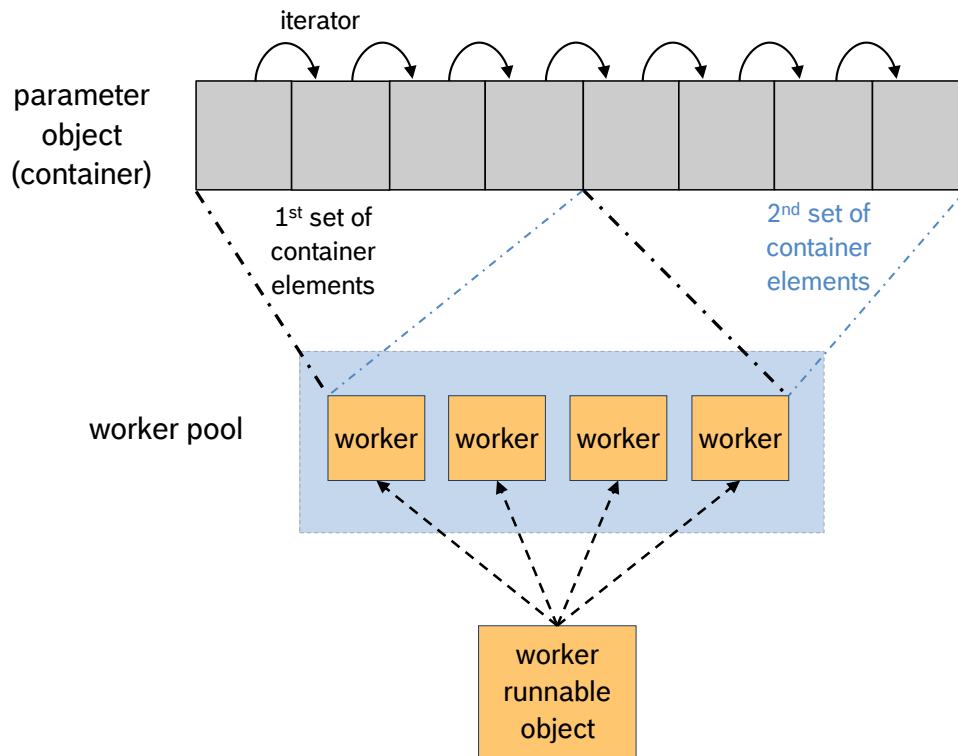 iterator
parameter
object
(container)
1st set of
container
elements
2nd set of
container
elements
worker pool
worker
worker
worker
worker
worker
runnable
object